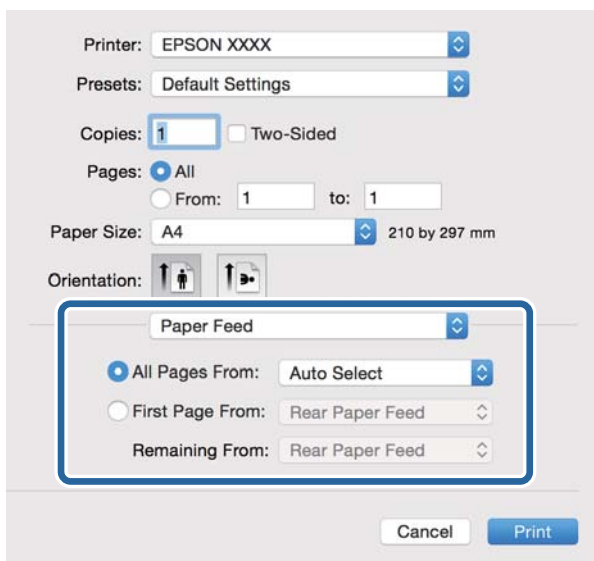 Printer: EPSON XXXX
Presets: Default Settings
Copies: 1 Two-Sided
Pages: All
From: 1 to: 1
Paper Size: A4 210 by 297 mm
Orientation:
Paper Feed
All Pages From: Auto Select
First Page From: Rear Paper Feed
Remaining From: Rear Paper Feed
Cancel Print